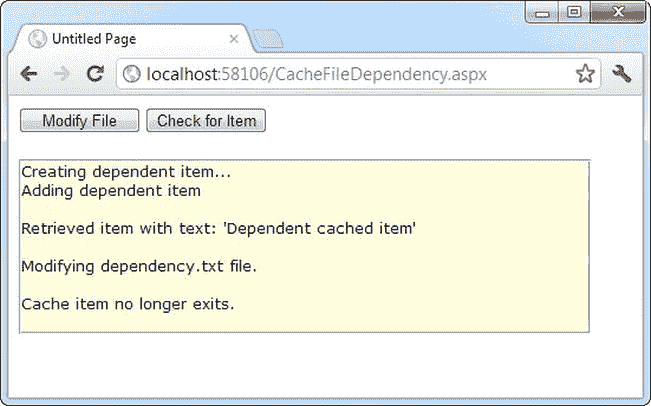 Untitled Page
localhost:58106/CacheFileDependency.aspx
Modify File
Check for Item
Creating dependent item...
Adding dependent item
Retrieved item with text: 'Dependent cached item'
Modifying dependency.txt file.
Cache item no longer exits.